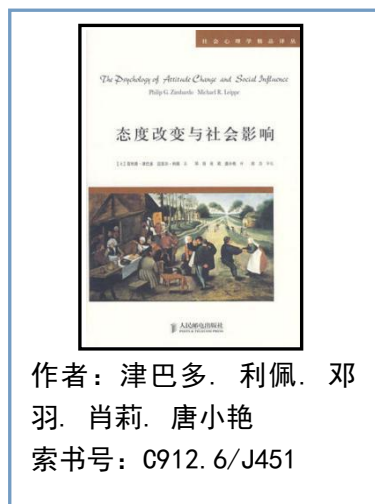 社会心理学精品译丛
The Psychology of Attitude Change and Social Influence
Philip G. Zimbardo Michael R. Leippe
态度改变与社会影响
人民邮电出版社
POSTS & TELECOM PRESS
作者：津巴多． 利佩． 邓
羽． 肖莉． 唐小艳
索书号：C912.6/J451